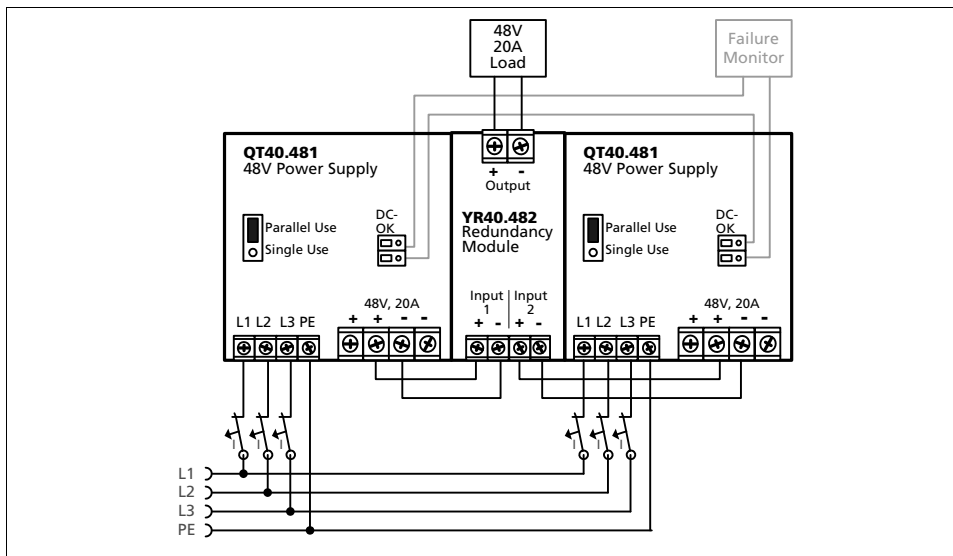 48V
20A
Load
Failure
Monitor
QT40.481
48V Power Supply
Parallel Use
Single Use
DC-
OK
48V, 20A
+ + - -
L1 L2 L3 PE
+ -
Output
YR40.482
Redundancy
Module
Input
1
Input
2
+ - + -
QT40.481
48V Power Supply
Parallel Use
Single Use
DC-
OK
48V, 20A
+ + - -
L1 L2 L3 PE
I I I
I I I
L1
L2
L3
PE